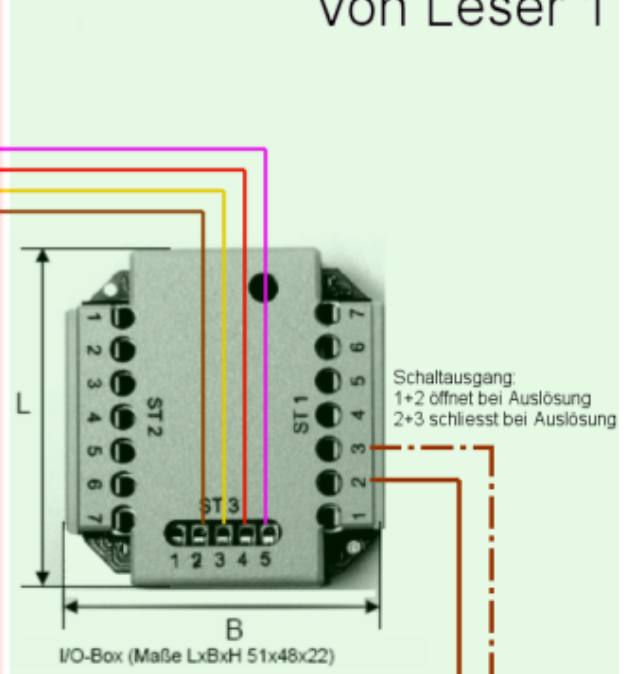 von Leser 1
1
2
3
4
5
6
7
ST 2
7
6
5
4
3
2
1
ST 1
Schaltausgang:
1+2 öffnet bei Auslösung
2+3 schliesst bei Auslösung
L
ST 3
1 2 3 4 5
B
I/O-Box (Maße LxBxH 51x48x22)